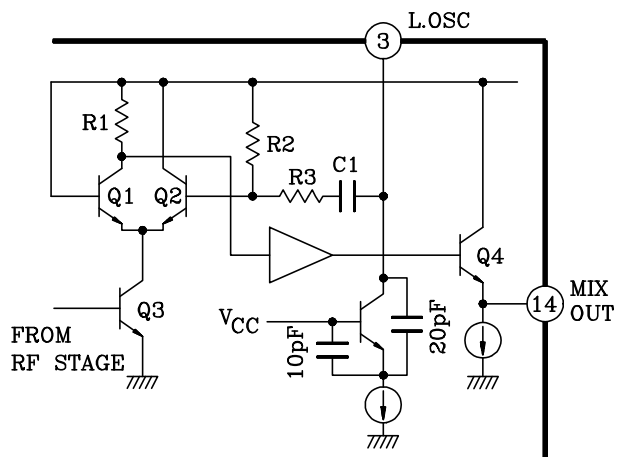 L.OSC
3
R1
R2
C1
R3
Q1
Q2
Q4
Q3
14
MIX
OUT
VCC
FROM
RF STAGE
10pF
20pF